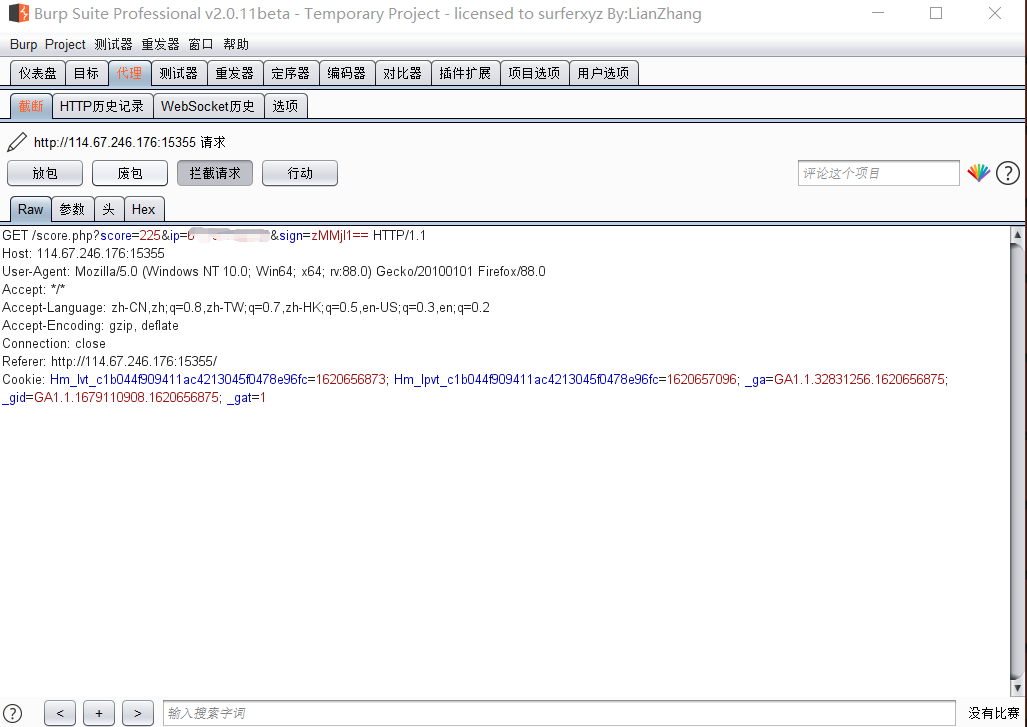 Burp Suite Professional v2.0.11beta - Temporary Project - licensed to surferxyz By:LianZhang
Burp Project 测试器 重发器 窗口 帮助
仪表盘 目标 代理 测试器 重发器 定序器 编码器 对比器 插件扩展 项目选项 用户选项
截断 HTTP历史记录 WebSocket历史 选项
http://114.67.246.176:15355 请求
放包 废包 拦截请求 行动 评论这个项目 ?
Raw 参数 头 Hex
GET /score.php?score=225&ip= &sign=zMMjI1== HTTP/1.1
Host: 114.67.246.176:15355
User-Agent: Mozilla/5.0 (Windows NT 10.0; Win64; x64; rv:88.0) Gecko/20100101 Firefox/88.0
Accept: */*
Accept-Language: zh-CN,zh;q=0.8,zh-TW;q=0.7,zh-HK;q=0.5,en-US;q=0.3,en;q=0.2
Accept-Encoding: gzip, deflate
Connection: close
Referer: http://114.67.246.176:15355/
Cookie: Hm_lvt_c1b044f909411ac4213045f0478e96fc=1620656873; Hm_lpvt_c1b044f909411ac4213045f0478e96fc=1620657096; _ga=GA1.1.32831256.1620656875;
_gid=GA1.1.1679110908.1620656875; _gat=1
? < + > 输入搜索字词 没有比赛